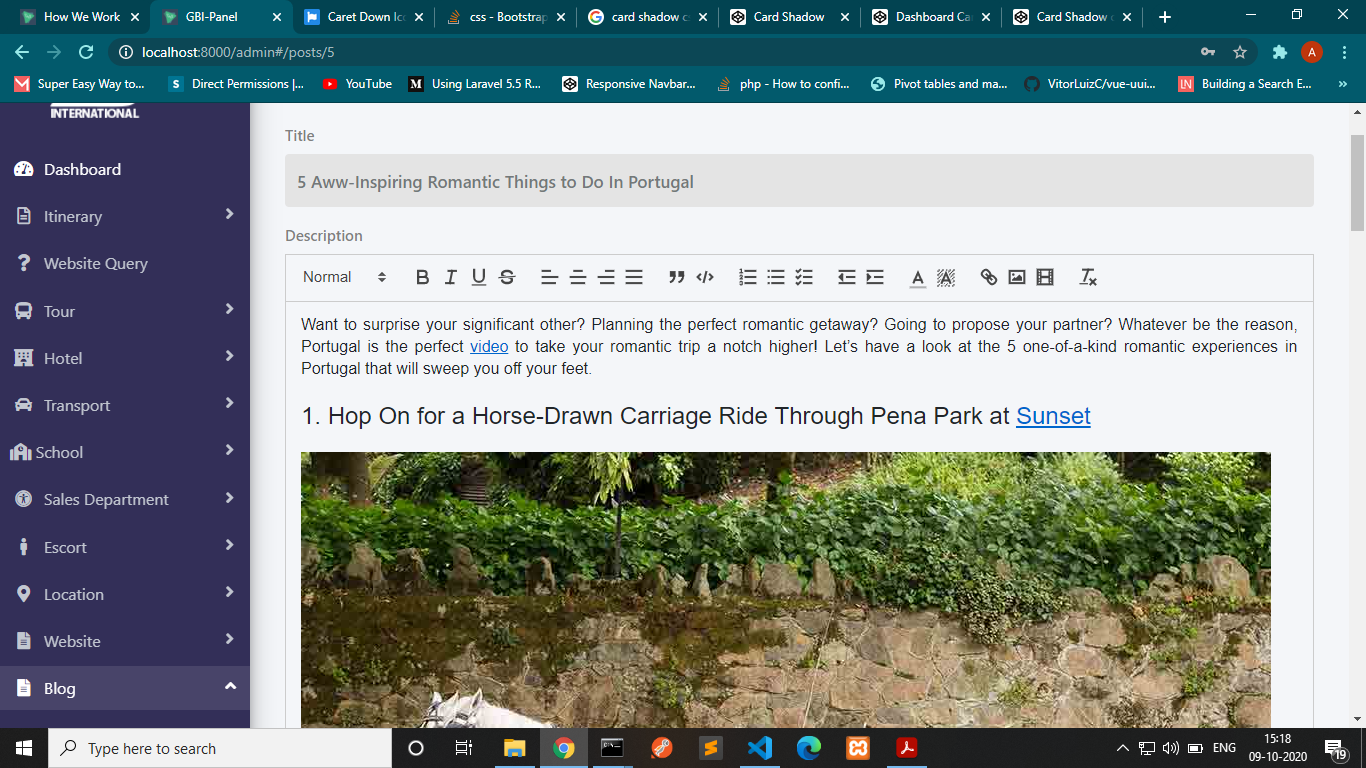 How We Work
GBI-Panel
Caret Down Ico
css - Bootstrap
card shadow cs
Card Shadow
Dashboard Car
Card Shadow c
localhost:8000/admin#/posts/5
A
Super Easy Way to...
Direct Permissions |...
YouTube
Using Laravel 5.5 R...
Responsive Navbar...
php - How to confi...
Pivot tables and ma...
VitorLuizC/vue-uui...
Building a Search E...
INTERNATIONAL
Dashboard
Itinerary
Website Query
Tour
Hotel
Transport
School
Sales Department
Escort
Location
Website
Blog
Title
5 Aww-Inspiring Romantic Things to Do In Portugal
Description
Normal
Want to surprise your significant other? Planning the perfect romantic getaway? Going to propose your partner? Whatever be the reason,
Portugal is the perfect video to take your romantic trip a notch higher! Let’s have a look at the 5 one-of-a-kind romantic experiences in
Portugal that will sweep you off your feet.
1. Hop On for a Horse-Drawn Carriage Ride Through Pena Park at Sunset
Type here to search
ENG
15:18
09-10-2020
19